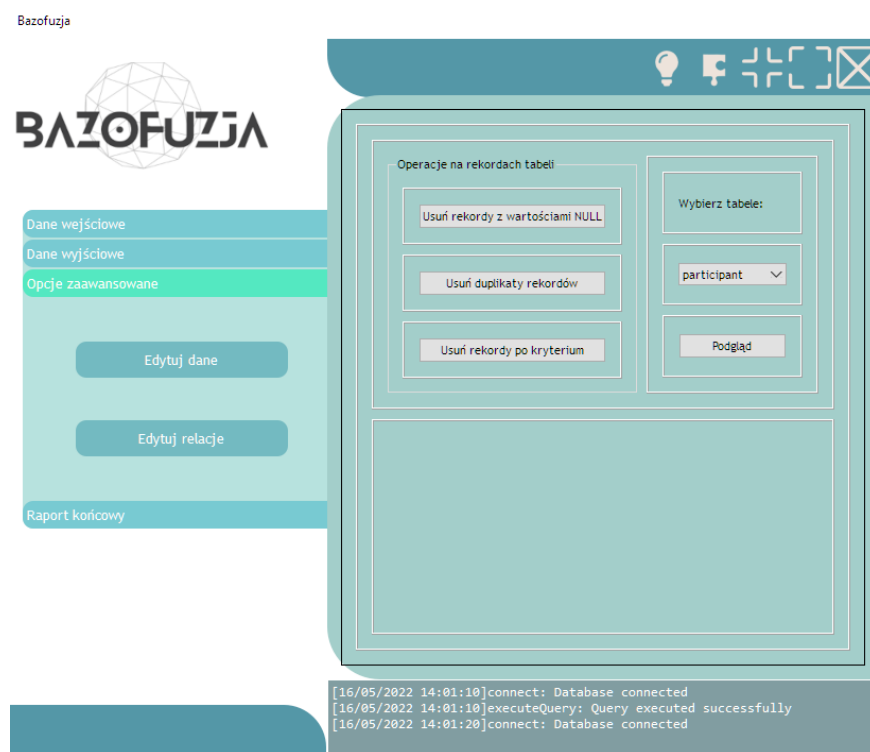 Bazofuzja
BAZOFUZJA
Dane wejściowe
Dane wyjściowe
Opcje zaawansowane
Edytuj dane
Edytuj relacje
Raport końcowy
Operacje na rekordach tabeli
Usuń rekordy z wartościami NULL
Usuń duplikaty rekordów
Usuń rekordy po kryterium
Wybierz tabele:
participant
Podgląd
[16/05/2022 14:01:10]connect: Database connected
[16/05/2022 14:01:10]executeQuery: Query executed successfully
[16/05/2022 14:01:20]connect: Database connected